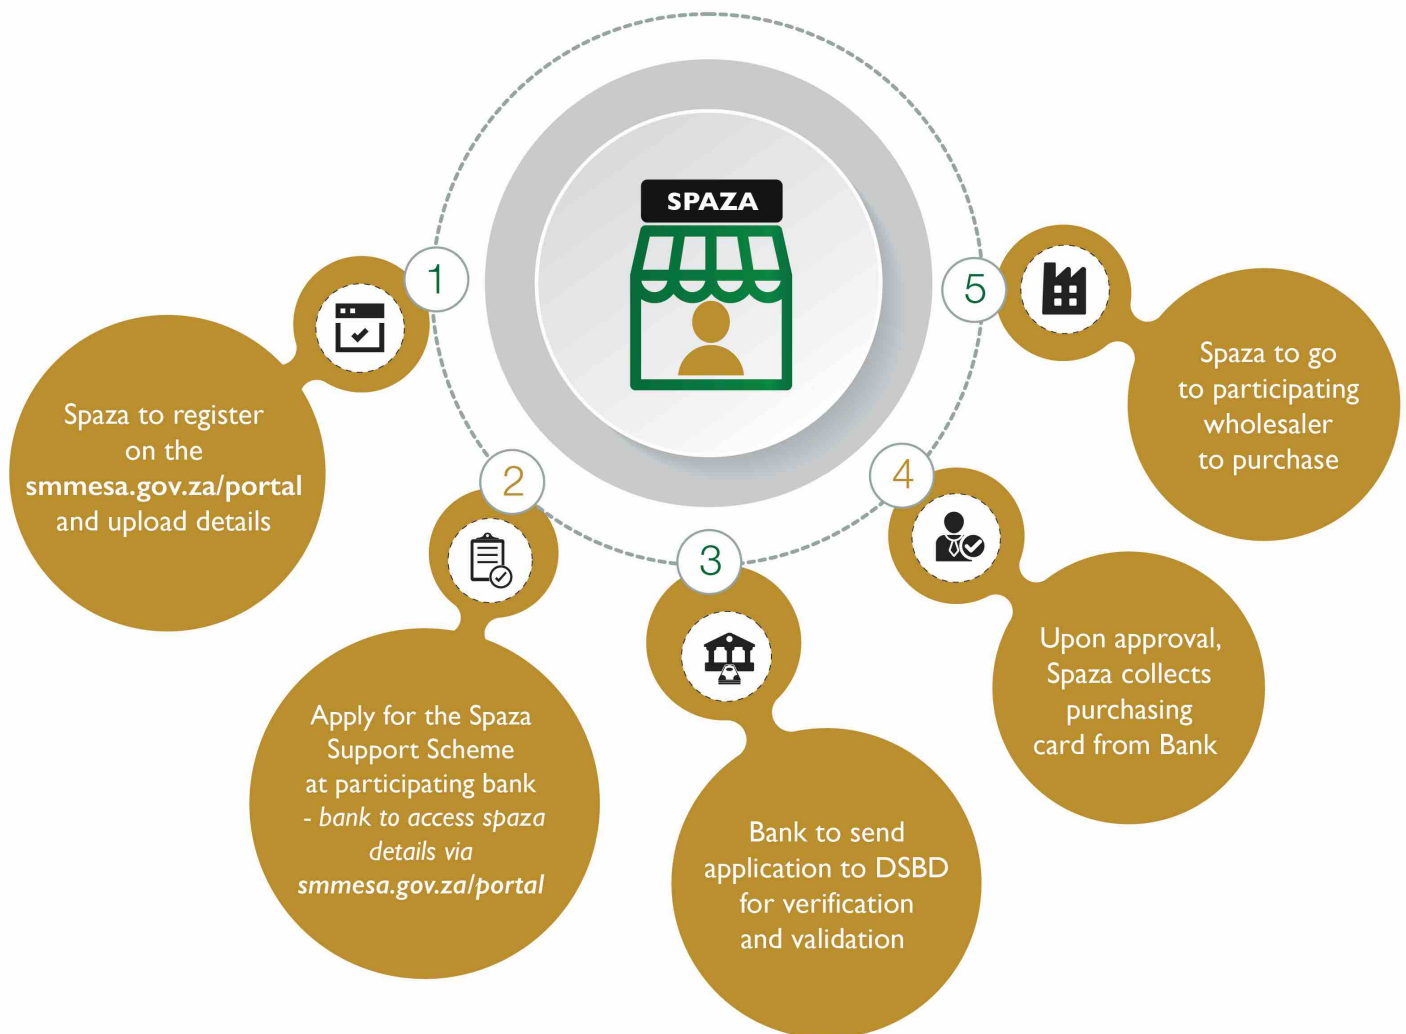 SPAZA
1
Spaza to register
on the
smmesa.gov.za/portal
and upload details
2
Apply for the Spaza
Support Scheme
at participating bank
- bank to access spaza
details via
smmesa.gov.za/portal
3
Bank to send
application to DSBD
for verification
and validation
4
Upon approval,
Spaza collects
purchasing
card from Bank
5
Spaza to go
to participating
wholesaler
to purchase